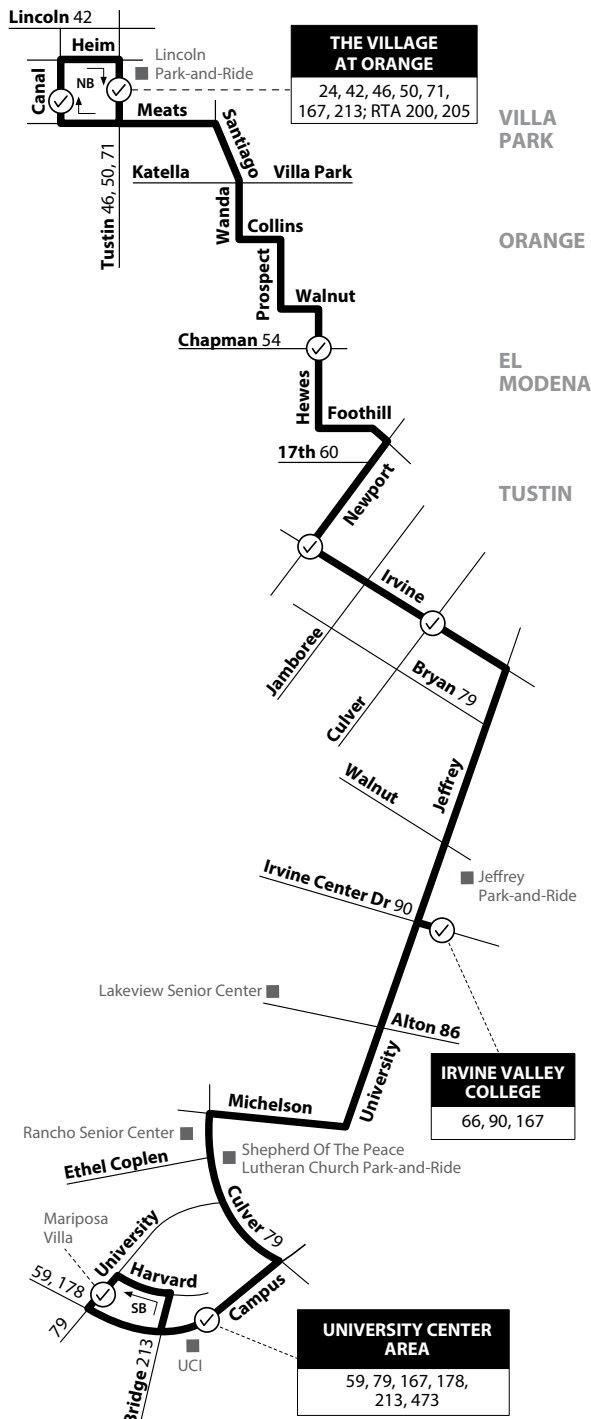 Lincoln 42
Heim
Lincoln
Park-and-Ride
THE VILLAGE
AT ORANGE
24, 42, 46, 50, 71,
167, 213; RTA 200, 205
Canal
NB
Meats
VILLA
PARK
Santiago
Tustin 46, 50, 71
Katella
Villa Park
Wanda
Collins
ORANGE
Prospect
Walnut
Chapman 54
EL
MODENA
Hewes
Foothill
17th 60
Newport
TUSTIN
Irvine
Jamboree
Culver
Bryan 79
Jeffrey
Walnut
Irvine Center Dr 90
Jeffrey
Park-and-Ride
Lakeview Senior Center
Alton 86
University
IRVINE VALLEY
COLLEGE
66, 90, 167
Michelson
Rancho Senior Center
Shepherd Of The Peace
Lutheran Church Park-and-Ride
Ethel Coplen
Culver 79
Mariposa
Villa
University
Harvard
59, 178
SB
Campus
79
UCI
Bridge 213
UNIVERSITY CENTER
AREA
59, 79, 167, 178,
213, 473